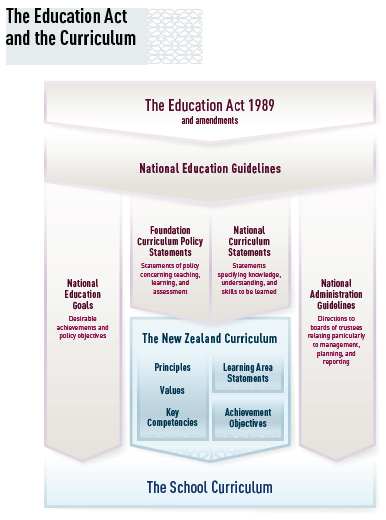 The Education Act
and the Curriculum
The Education Act 1989
and amendments
National Education Guidelines
National
Education
Goals
Desirable
achievements and
policy objectives
Foundation
Curriculum Policy
Statements
Statements of policy
concerning teaching,
learning, and
assessment
National
Curriculum
Statements
Statements
specifying knowledge,
understanding, and
skills to be learned
National
Administration
Guidelines
Directions to
boards of trustees
relating particularly
to management,
planning, and
reporting
The New Zealand Curriculum
Principles
Values
Key
Competencies
Learning Area
Statements
Achievement
Objectives
The School Curriculum